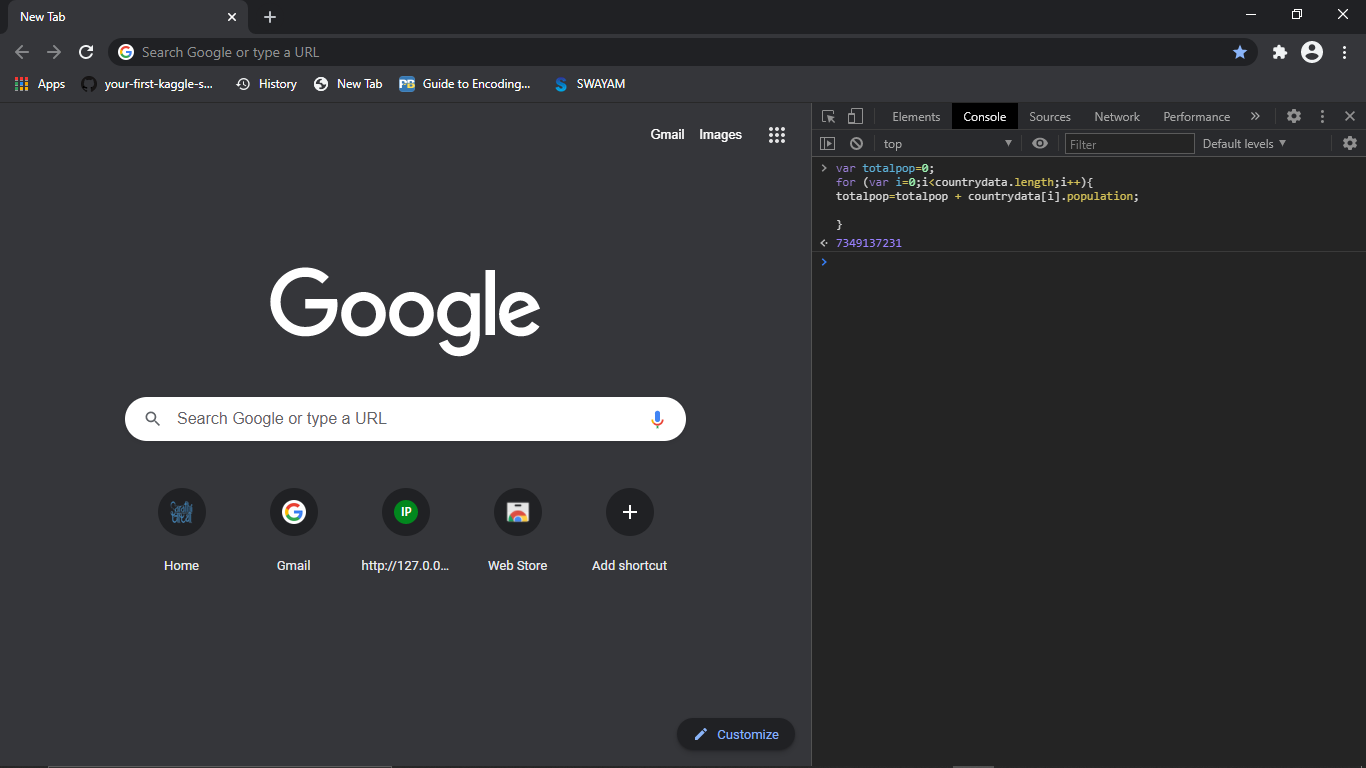 New Tab
Search Google or type a URL
Apps
your-first-kaggle-s...
History
New Tab
Guide to Encoding...
SWAYAM
Gmail
Images
Google
Search Google or type a URL
IP
Home
Gmail
http://127.0.0...
Web Store
Add shortcut
Customize
Elements
Console
Sources
Network
Performance
top
Filter
Default levels
var totalpop=0;
for (var i=0;i<countrydata.length;i++){
totalpop=totalpop + countrydata[i].population;
}
7349137231